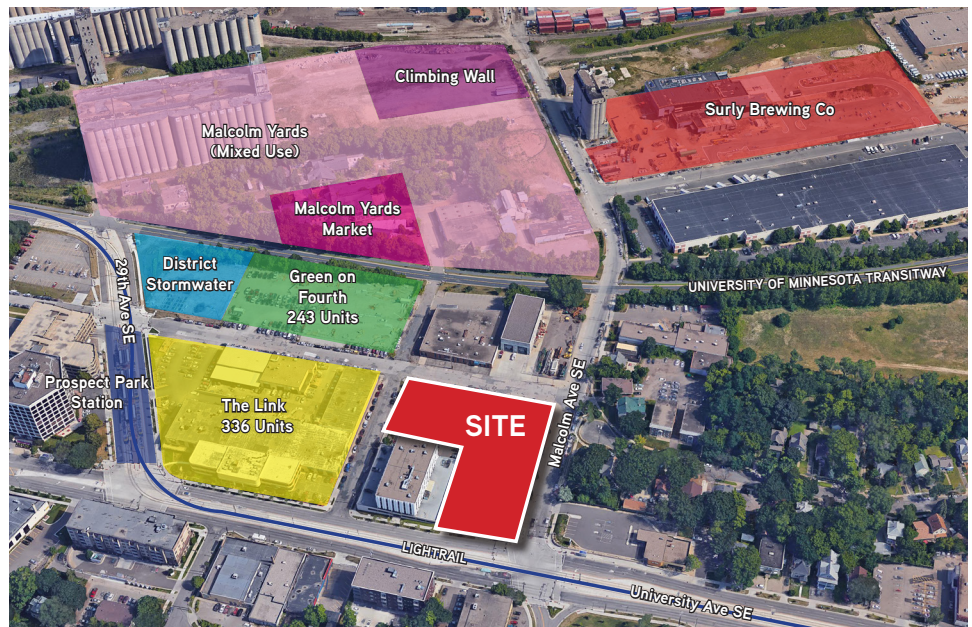 Climbing Wall
Surly Brewing Co
Malcolm Yards
(Mixed Use)
Malcolm Yards
Market
29th Ave SE
District
Stormwater
Green on
Fourth
243 Units
UNIVERSITY OF MINNESOTA TRANSITWAY
Prospect Park
Station
The Link
336 Units
SITE
Malcolm Ave SE
LIGHTRAIL
University Ave SE